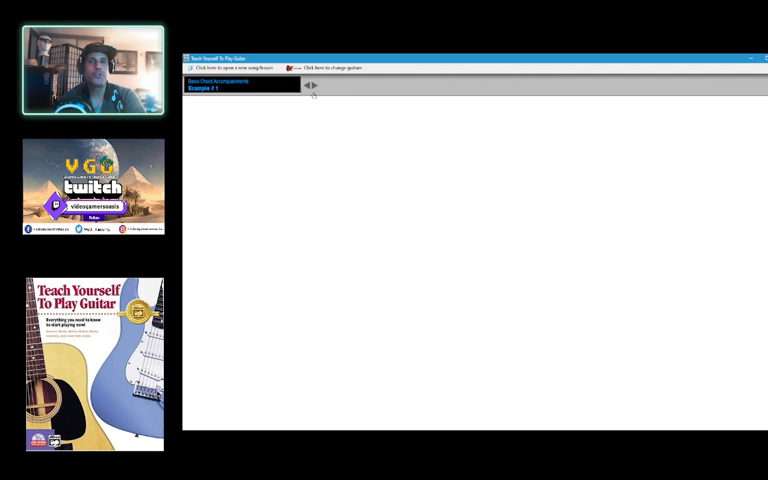 VGO
twitch
videogamersoasis
Follow
Teach Yourself
To Play Guitar
Everything you need to know
to start playing now!
Teach Yourself To Play Guitar
Click here to open a new song/lesson
Click here to change guitars
Bass-Chord Accompaniments
Example # 1